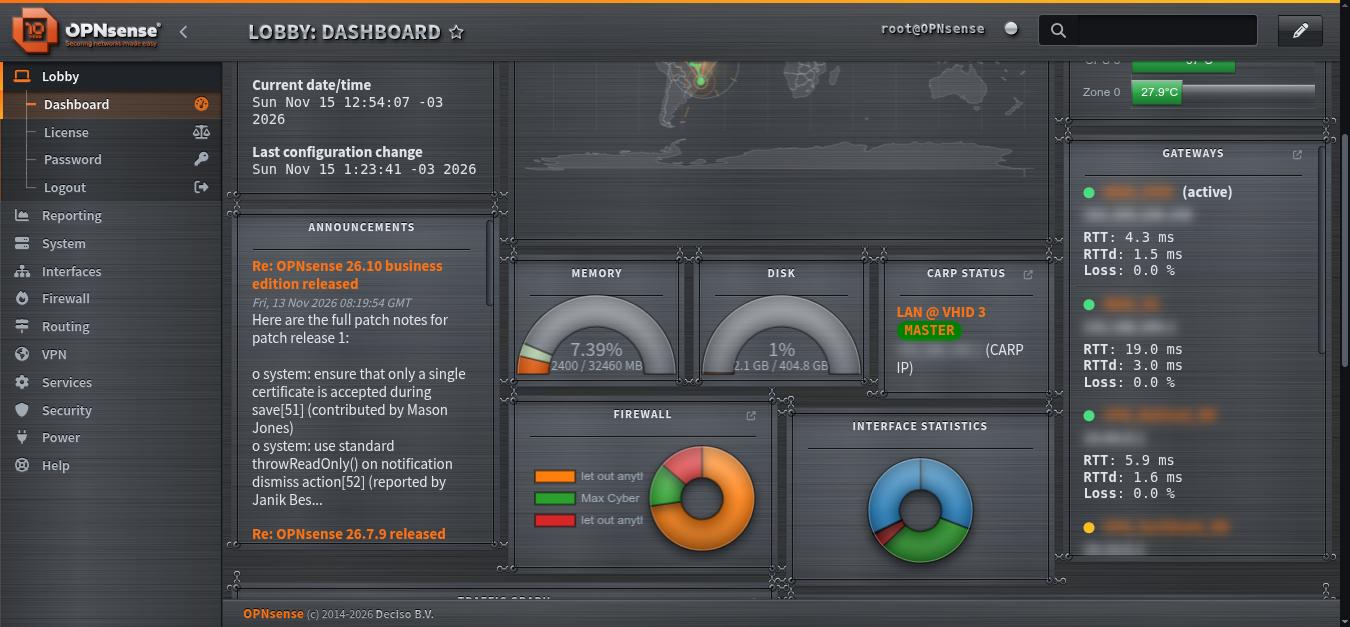 OPNsense®
Securing networks made easy
LOBBY: DASHBOARD
root@OPNsense
Lobby
Dashboard
License
Password
Logout
Reporting
System
Interfaces
Firewall
Routing
VPN
Services
Security
Power
Help
Current date/time
Sun Nov 15 12:54:07 -03
2026
Last configuration change
Sun Nov 15 1:23:41 -03 2026
ANNOUNCEMENTS
Re: OPNsense 26.10 business
edition released
Fri, 13 Nov 2026 08:19:54 GMT
Here are the full patch notes for
patch release 1:
o system: ensure that only a single
certificate is accepted during
save[51] (contributed by Mason
Jones)
o system: use standard
throwReadOnly() on notification
dismiss action[52] (reported by
Janik Bes...
Re: OPNsense 26.7.9 released
MEMORY
7.39%
2400 / 32460 MB
DISK
1%
2.1 GB / 404.8 GB
CARP STATUS
LAN @ VHID 3
MASTER
(CARP
IP)
FIREWALL
let out anytl
Max Cyber
let out anytl
INTERFACE STATISTICS
Zone 0
27.9°C
GATEWAYS
(active)
RTT: 4.3 ms
RTTd: 1.5 ms
Loss: 0.0 %
RTT: 19.0 ms
RTTd: 3.0 ms
Loss: 0.0 %
RTT: 5.9 ms
RTTd: 1.6 ms
Loss: 0.0 %
TRAFFIC GRAPH
OPNsense (c) 2014-2026 Deciso B.V.